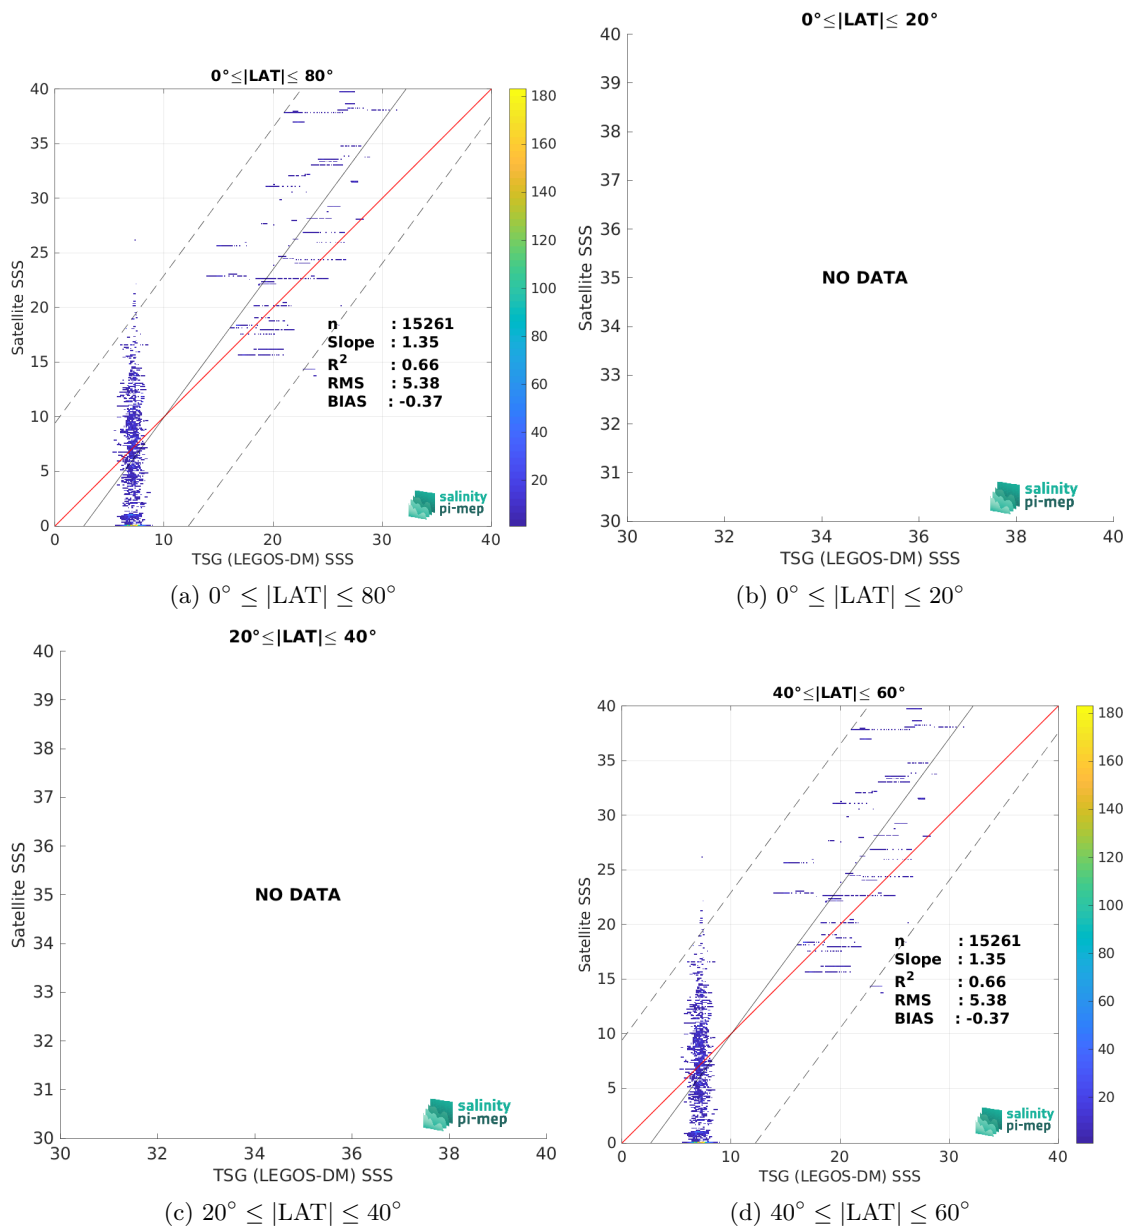 0°≤|LAT|≤ 80°
Satellite SSS
40
35
30
25
20
15
10
5
0
0 10 20 30 40
TSG (LEGOS-DM) SSS
n : 15261
Slope : 1.35
R² : 0.66
RMS : 5.38
BIAS : -0.37
salinity
pi-mep
180
160
140
120
100
80
60
40
20
(a) 0° ≤ |LAT| ≤ 80°
0°≤|LAT|≤ 20°
Satellite SSS
40
39
38
37
36
35
34
33
32
31
30
NO DATA
salinity
pi-mep
30 32 34 36 38 40
TSG (LEGOS-DM) SSS
(b) 0° ≤ |LAT| ≤ 20°
20°≤|LAT|≤ 40°
Satellite SSS
40
39
38
37
36
35
34
33
32
31
30
NO DATA
salinity
pi-mep
30 32 34 36 38 40
TSG (LEGOS-DM) SSS
(c) 20° ≤ |LAT| ≤ 40°
40°≤|LAT|≤ 60°
Satellite SSS
40
35
30
25
20
15
10
5
0
0 10 20 30 40
TSG (LEGOS-DM) SSS
n : 15261
Slope : 1.35
R² : 0.66
RMS : 5.38
BIAS : -0.37
salinity
pi-mep
180
160
140
120
100
80
60
40
20
(d) 40° ≤ |LAT| ≤ 60°